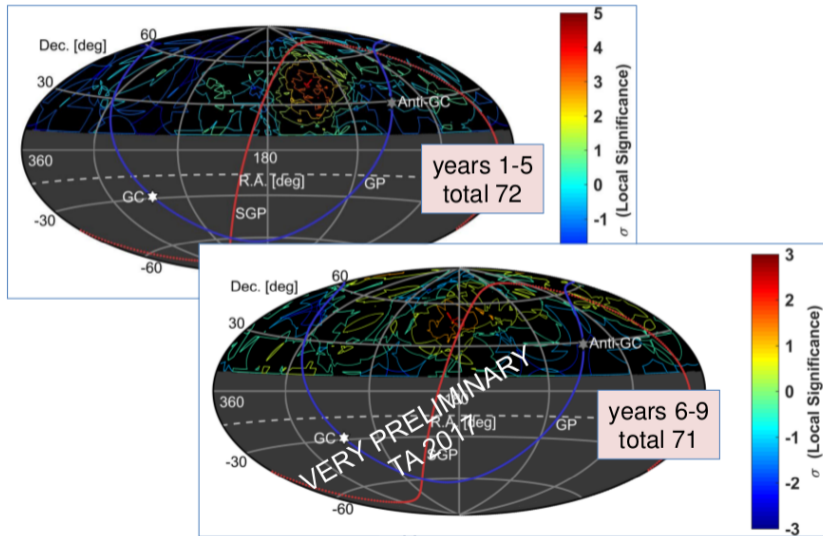 60
Dec. [deg]
30
Anti-GC
360
180
R.A. [deg]
GC
GP
SGP
-30
-60
years 1-5
total 72
5
4
3
2
1
0
-1
σ (Local Significance)
60
Dec. [deg]
30
Anti-GC
360
R.A. [deg]
GC
GP
SGP
-30
-60
VERY PRELIMINARY
TA 2017
years 6-9
total 71
3
2
1
0
-1
-2
-3
σ (Local Significance)